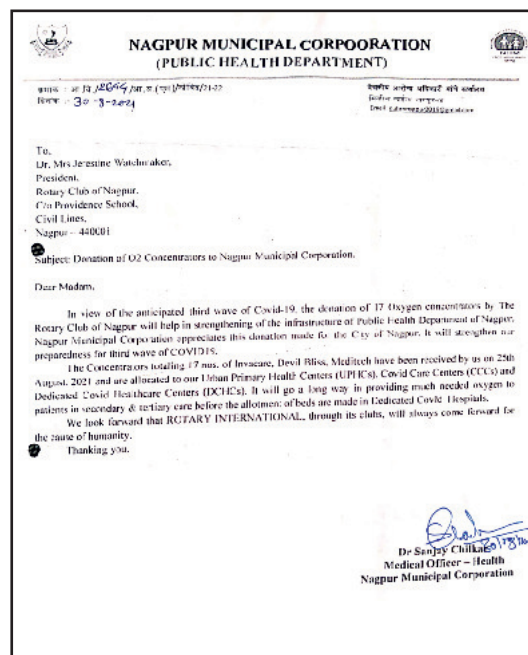 NAGPUR MUNICIPAL CORPOORATION
(PUBLIC HEALTH DEPARTMENT)
दिनांक : 30-8-2021
To,
Dr. Mrs Jerestine Watchmaker,
President,
Rotary Club of Nagpur,
C/o Providence School,
Civil Lines,
Nagpur – 440001
Subject: Donation of O2 Concentrators to Nagpur Municipal Corporation.
Dear Madam,
In view of the anticipated third wave of Covid-19, the donation of 17 Oxygen concentrators by The
Rotary Club of Nagpur will help in strengthening of the infrastructure of Public Health Department of Nagpur.
Nagpur Municipal Corporation appreciates this donation made for the City of Nagpur. It will strengthen our
preparedness for third wave of COVID19.
The Concentrators totaling 17 nos. of Invacare, Devil Bliss, Meditech have been received by us on 25th
August, 2021 and are allocated to our Urban Primary Health Centers (UPHCs), Covid Care Centers (CCCs) and
Dedicated Covid Healthcare Centers (DCHCs). It will go a long way in providing much needed oxygen to
patients in secondary & tertiary care before the allotment of beds are made in Dedicated Covid Hospitals.
We look forward that ROTARY INTERNATIONAL, through its clubs, will always come forward for
the cause of humanity.
Thanking you,
Dr Sanjay Chilkar
Medical Officer – Health
Nagpur Municipal Corporation